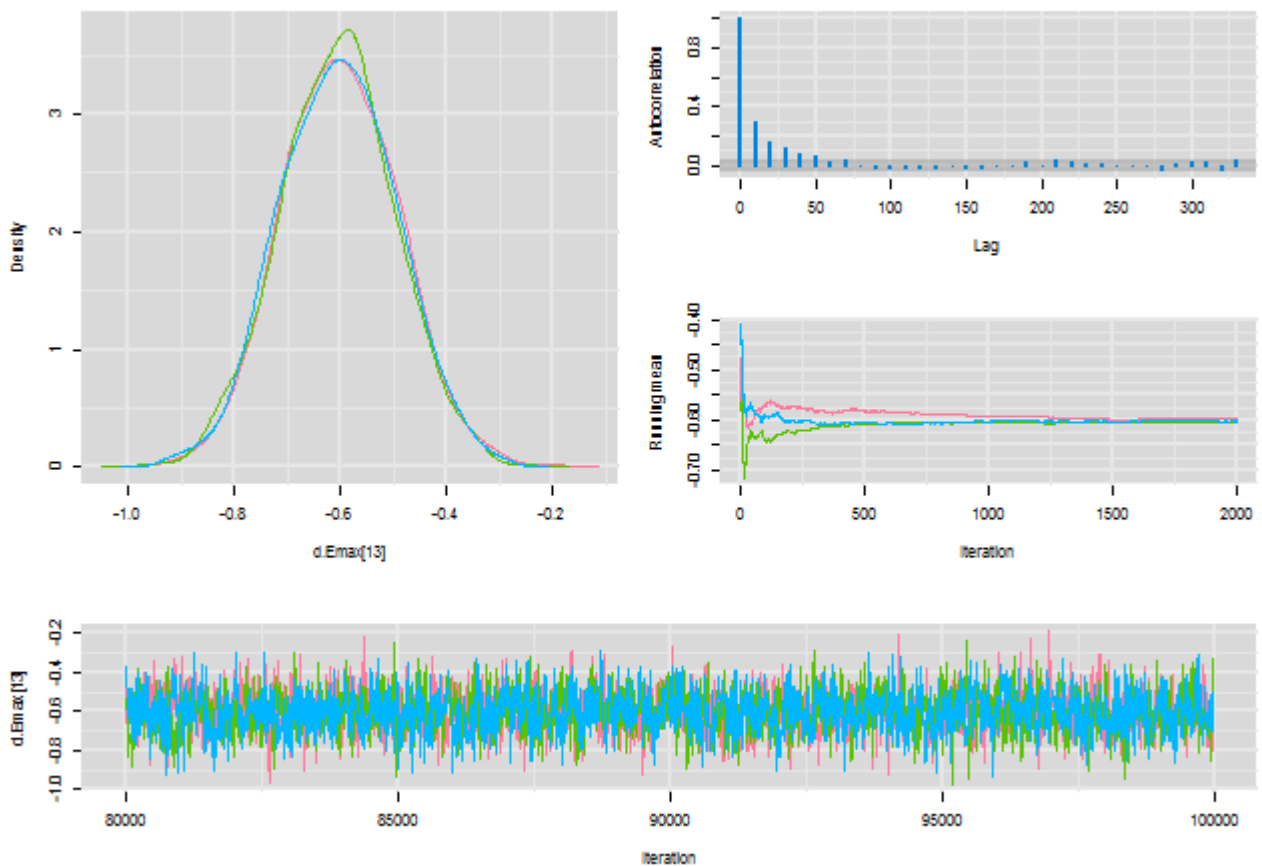 Density
0 1 2 3
−1.0 −0.8 −0.6 −0.4 −0.2
d.Emax[13]
Autocorrelation
0.0 0.4 0.8
0 50 100 150 200 250 300
Lag
Running mean
−0.70 −0.60 −0.50 −0.40
0 500 1000 1500 2000
Iteration
d.Emax[13]
−1.0 −0.8 −0.6 −0.4 −0.2
80000 85000 90000 95000 100000
Iteration